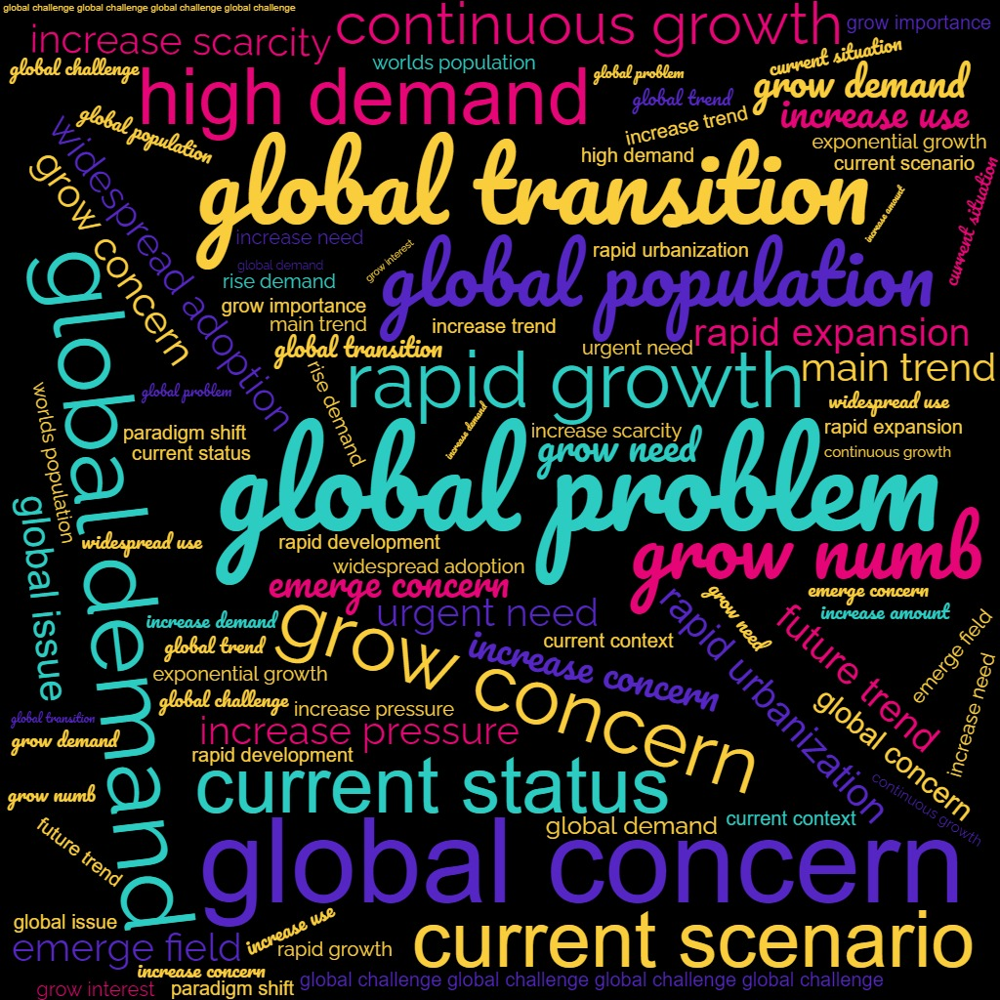 global challenge global challenge global challenge global challenge
continuous growth
grow importance
increase scarcity
current situation
worlds population
global challenge
global problem
high demand
grow demand
global trend
increase use
global population
increase trend
exponential growth
widespread adoption
high demand
current scenario
grow concern
global transition
current situation
increase amount
increase need
grow interest
rapid urbanization
global population
global demand
rise demand
global demand
grow importance
main trend
increase trend
rapid expansion
global transition
urgent need
rapid growth
main trend
rise demand
worlds population
global problem
widespread use
increase demand
paradigm shift
increase scarcity
rapid expansion
current status
grow need
continuous growth
global problem
global issue
widespread use
rapid development
grow numb
widespread adoption
emerge concern
grow need
emerge concern
rapid urbanization
urgent need
increase demand
grow concern
future trend
increase amount
emerge field
global trend
current context
increase concern
increase need
exponential growth
global challenge
increase pressure
global concern
global transition
increase pressure
grow demand
rapid development
current status
continuous growth
grow numb
global demand
current context
future trend
global concern
global issue
increase use
current scenario
emerge field
rapid growth
increase concern
global challenge global challenge global challenge global challenge
grow interest
paradigm shift